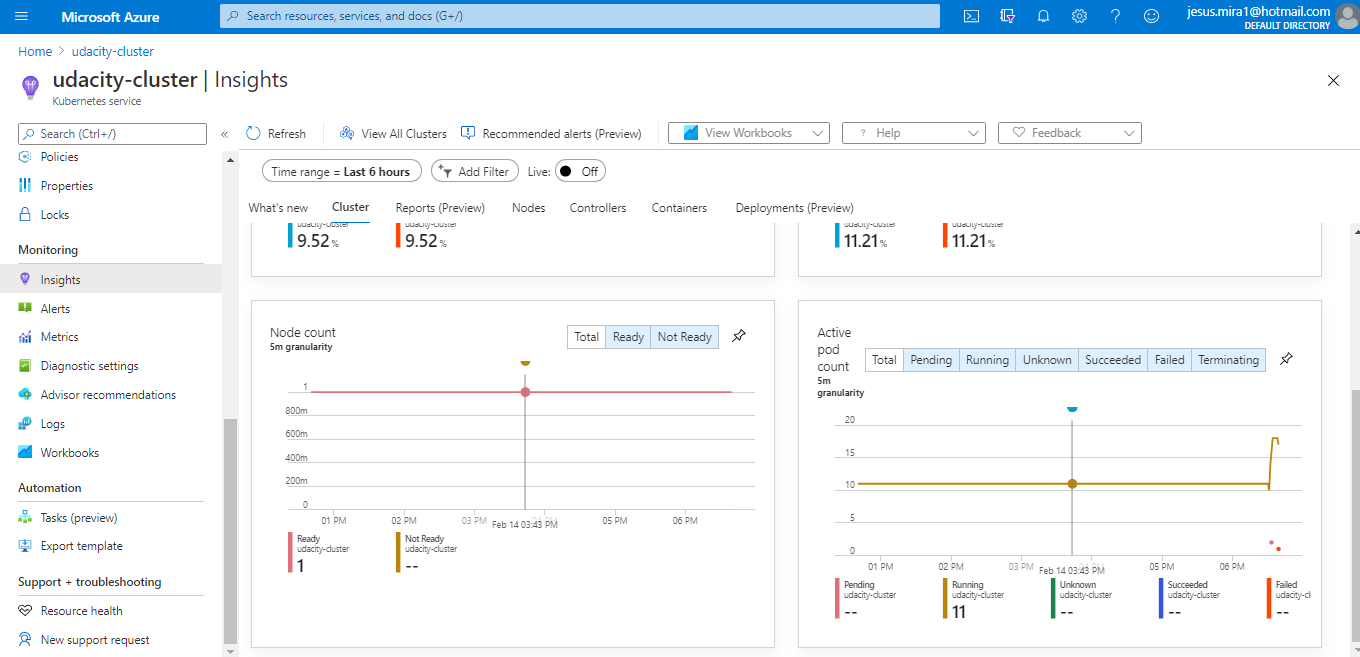 Microsoft Azure
Search resources, services, and docs (G+/)
jesus.mira1@hotmail.com
DEFAULT DIRECTORY
Home > udacity-cluster
udacity-cluster | Insights
Kubernetes service
Search (Ctrl+/)
«
Refresh
View All Clusters
Recommended alerts (Preview)
View Workbooks
? Help
Feedback
Policies
Properties
Locks
Monitoring
Insights
Alerts
Metrics
Diagnostic settings
Advisor recommendations
Logs
Workbooks
Automation
Tasks (preview)
Export template
Support + troubleshooting
Resource health
New support request
Time range = Last 6 hours
Add Filter
Live: Off
What's new
Cluster
Reports (Preview)
Nodes
Controllers
Containers
Deployments (Preview)
udacity-cluster
9.52%
udacity-cluster
9.52%
udacity-cluster
11.21%
udacity-cluster
11.21%
Node count
5m granularity
Total Ready Not Ready
1
800m
600m
400m
200m
0
01 PM 02 PM 03 PM Feb 14 03:43 PM 05 PM 06 PM
Ready
udacity-cluster
1
Not Ready
udacity-cluster
--
Active
pod
count
5m
granularity
Total Pending Running Unknown Succeeded Failed Terminating
20
15
10
5
0
01 PM 02 PM 03 PM Feb 14 03:43 PM 05 PM 06 PM
Pending
udacity-cluster
--
Running
udacity-cluster
11
Unknown
udacity-cluster
--
Succeeded
udacity-cluster
--
Failed
udacity-cl
--